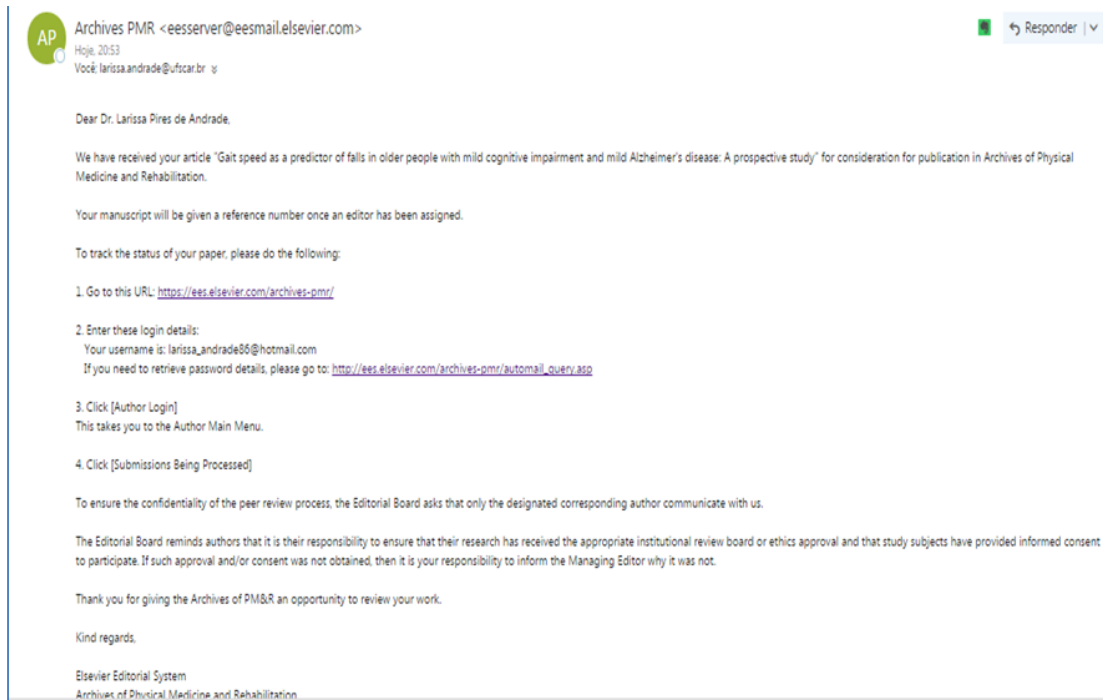 AP
Archives PMR <eesserver@eesmail.elsevier.com>
Responder
Hoje, 20:53
Você; larissa.andrade@ufscar.br
Dear Dr. Larissa Pires de Andrade,
We have received your article "Gait speed as a predictor of falls in older people with mild cognitive impairment and mild Alzheimer's disease: A prospective study" for consideration for publication in Archives of Physical
Medicine and Rehabilitation.
Your manuscript will be given a reference number once an editor has been assigned.
To track the status of your paper, please do the following:
1. Go to this URL: https://ees.elsevier.com/archives-pmr/
2. Enter these login details:
Your username is: larissa_andrade86@hotmail.com
If you need to retrieve password details, please go to: http://ees.elsevier.com/archives-pmr/automail_query.asp
3. Click [Author Login]
This takes you to the Author Main Menu.
4. Click [Submissions Being Processed]
To ensure the confidentiality of the peer review process, the Editorial Board asks that only the designated corresponding author communicate with us.
The Editorial Board reminds authors that it is their responsibility to ensure that their research has received the appropriate institutional review board or ethics approval and that study subjects have provided informed consent
to participate. If such approval and/or consent was not obtained, then it is your responsibility to inform the Managing Editor why it was not.
Thank you for giving the Archives of PM&R an opportunity to review your work.
Kind regards,
Elsevier Editorial System
Archives of Physical Medicine and Rehabilitation